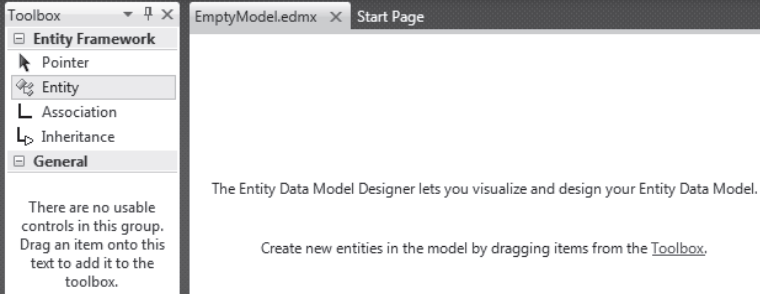 Toolbox
Entity Framework
Pointer
Entity
Association
Inheritance
General
There are no usable
controls in this group.
Drag an item onto this
text to add it to the
toolbox.
EmptyModel.edmx
Start Page
The Entity Data Model Designer lets you visualize and design your Entity Data Model.
Create new entities in the model by dragging items from the Toolbox.